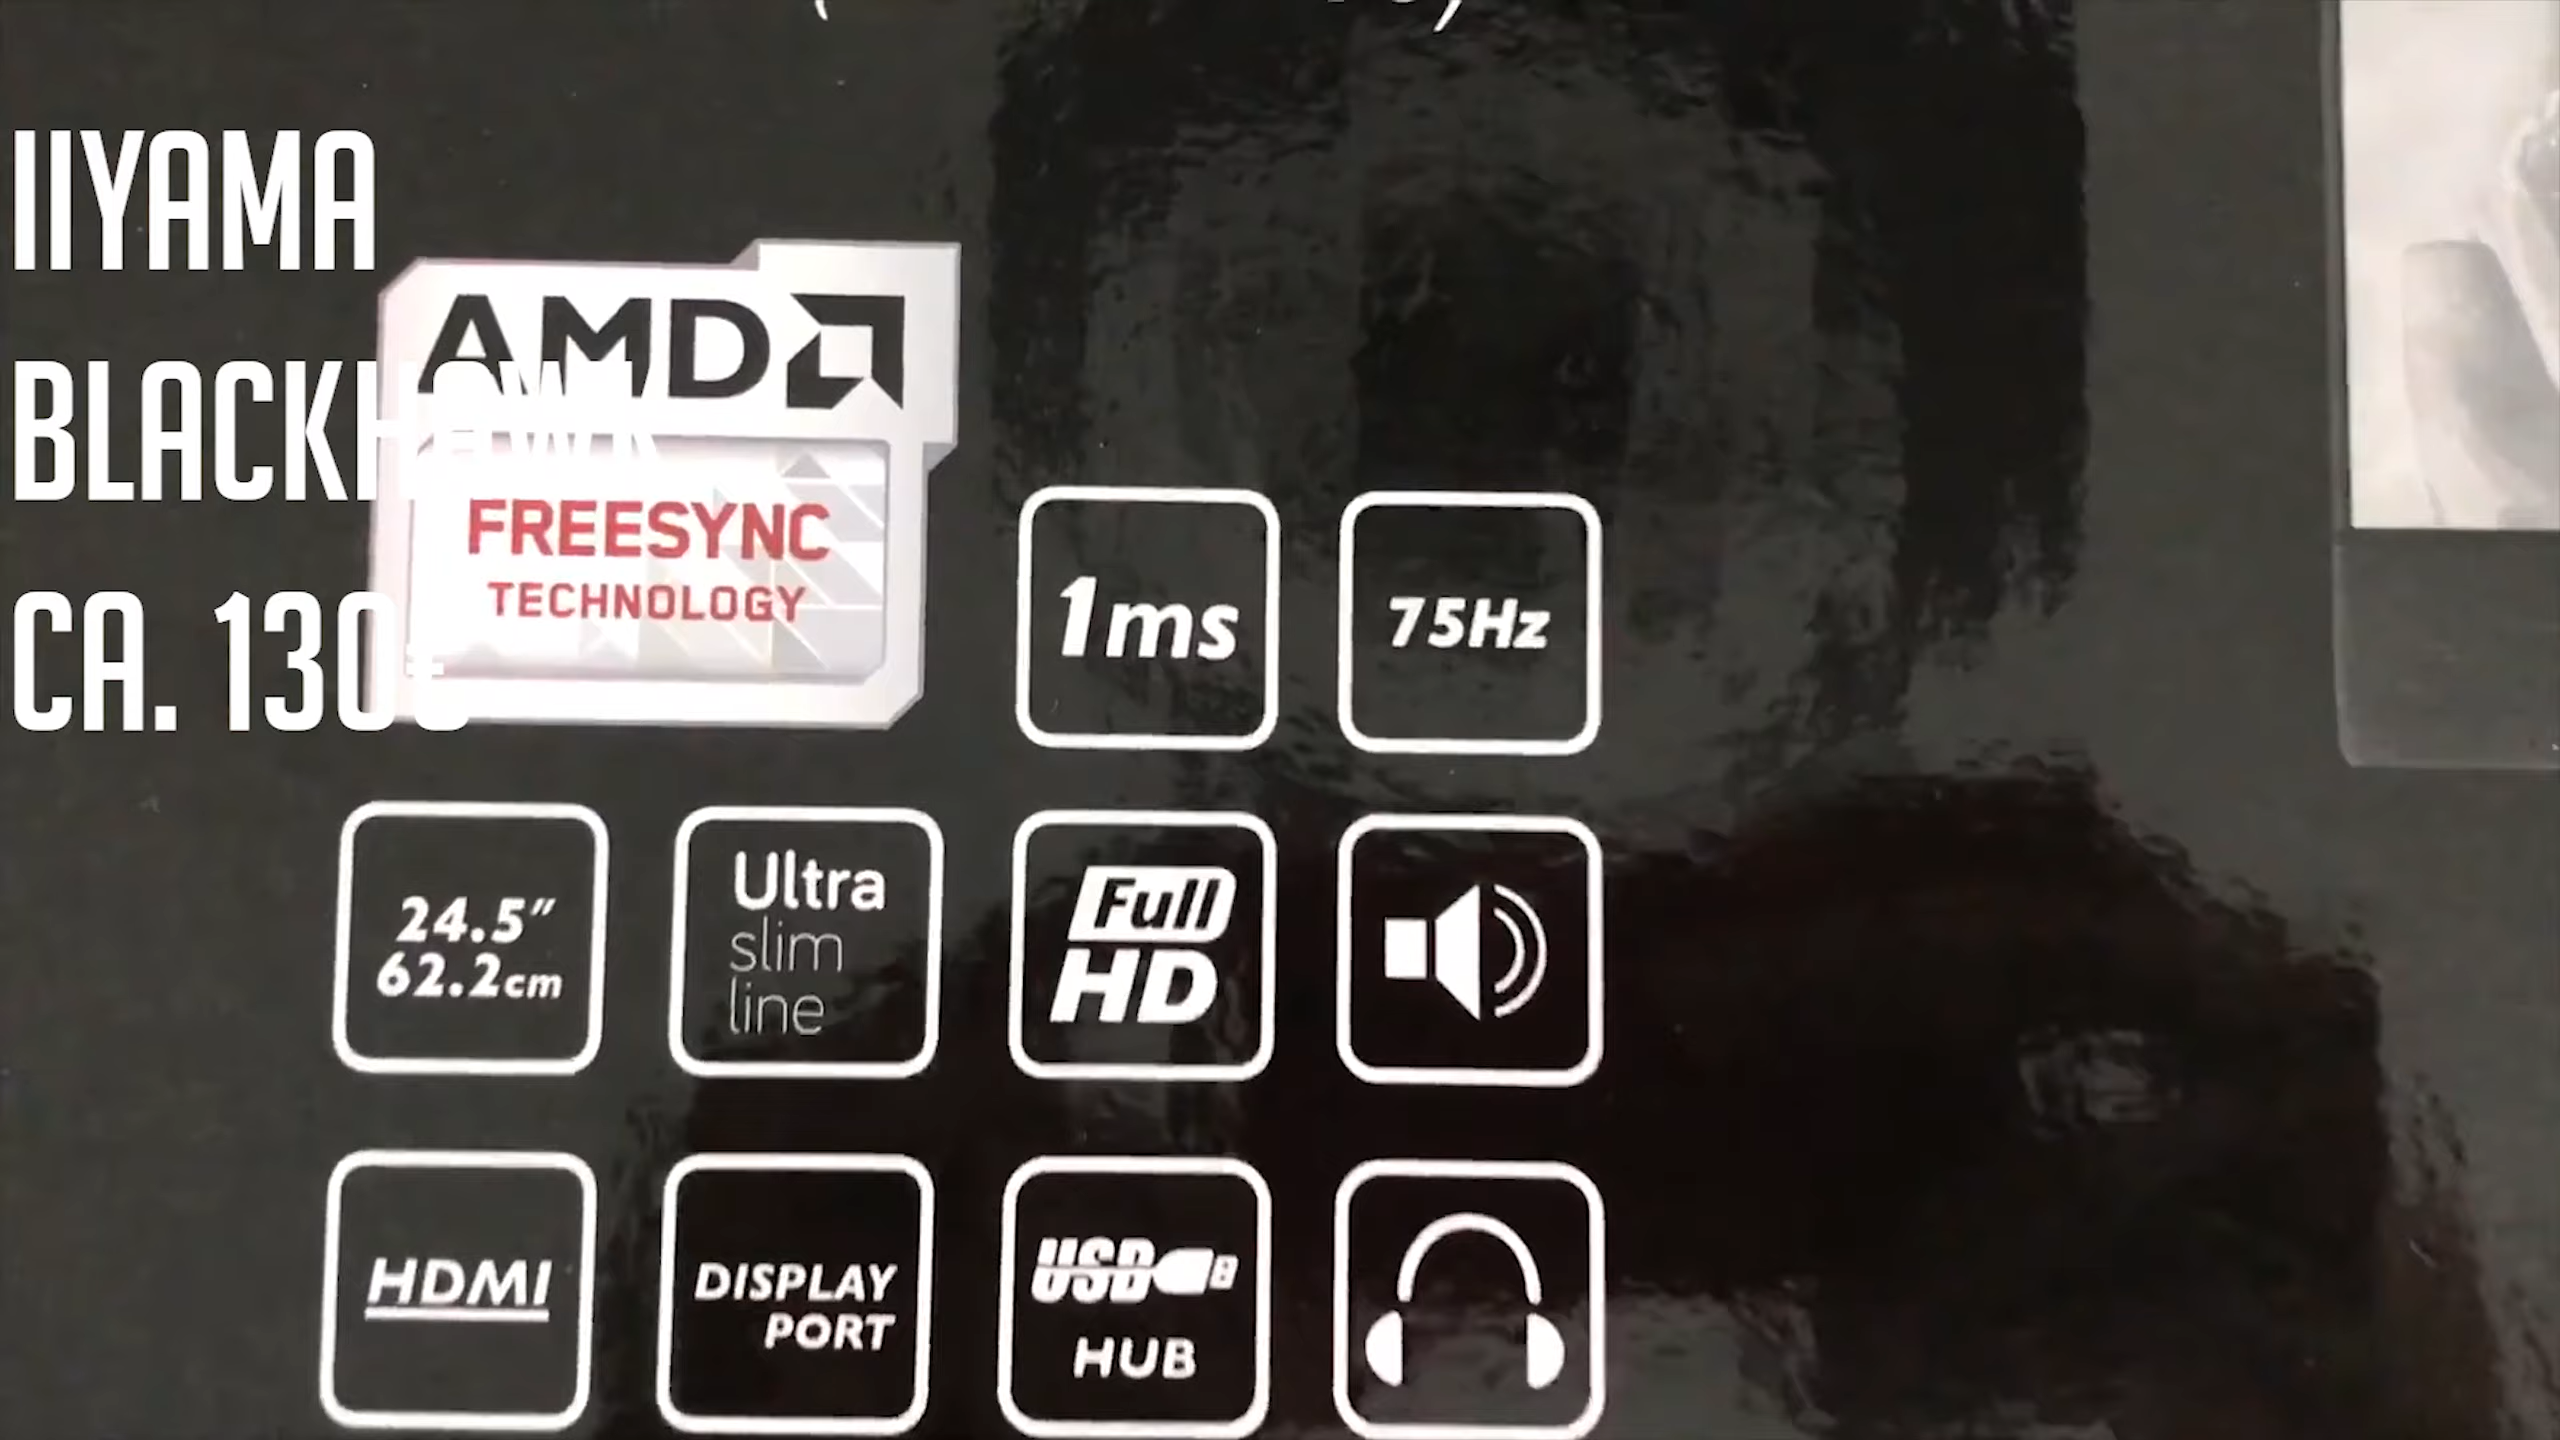 IIYAMA
BLACKHAWK
CA. 130€
AMD
FREESYNC
TECHNOLOGY
1ms
75Hz
24.5"
62.2cm
Ultra
slim
line
Full
HD
HDMI
DISPLAY
PORT
USB
HUB